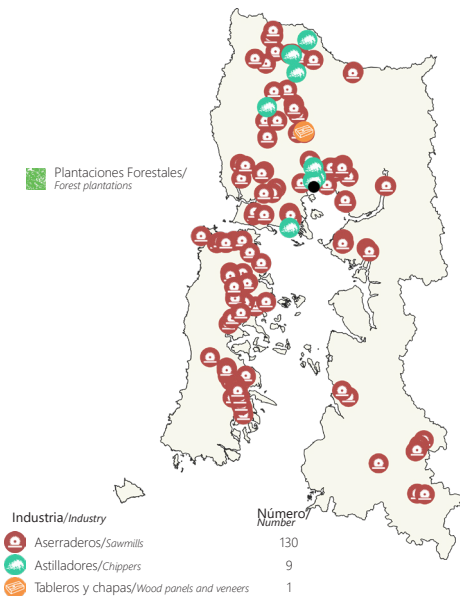 Plantaciones Forestales/
Forest plantations
Industria/Industry Número/
Number
Aserraderos/Sawmills 130
Astilladores/Chippers 9
Tableros y chapas/Wood panels and veneers 1